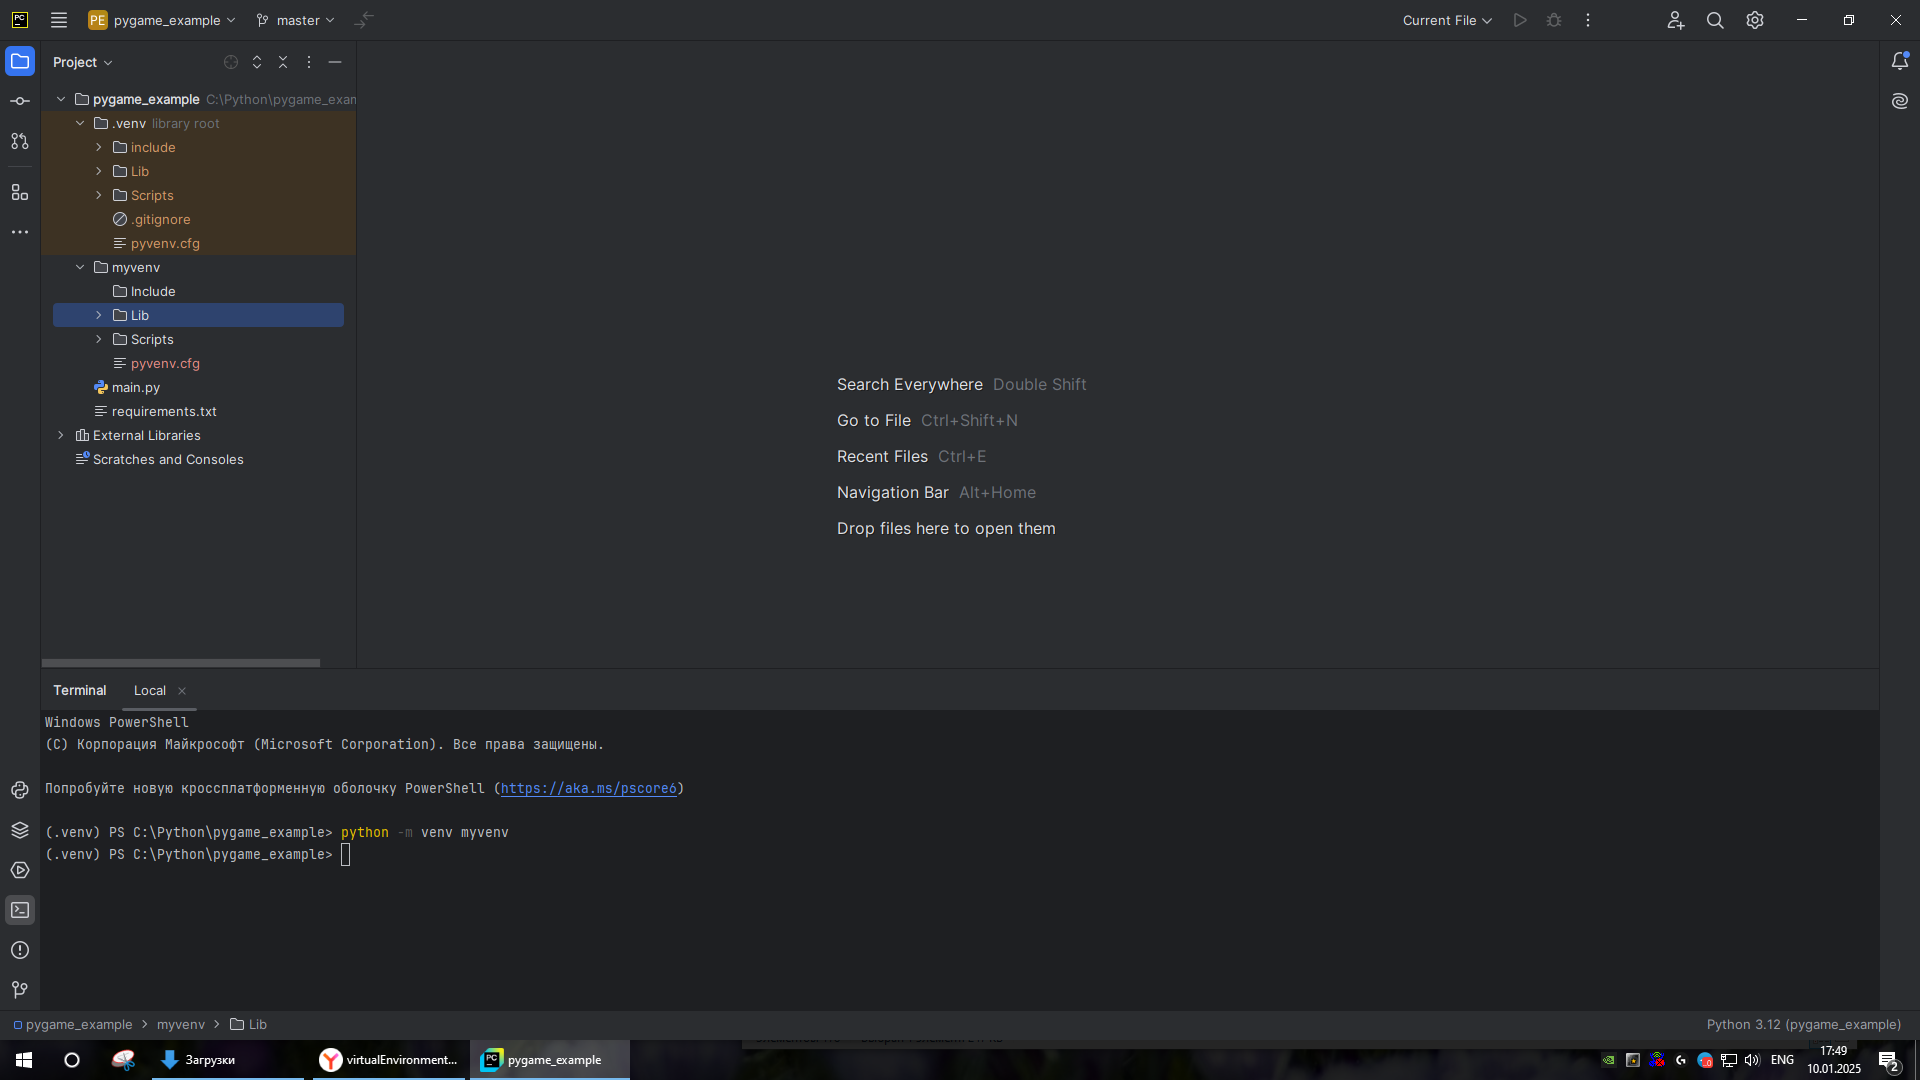 PC
PE pygame_example
master
Current File
Project
pygame_example C:\Python\pygame_exam
.venv library root
include
Lib
Scripts
.gitignore
pyvenv.cfg
myvenv
Include
Lib
Scripts
pyvenv.cfg
main.py
requirements.txt
External Libraries
Scratches and Consoles
Search Everywhere Double Shift
Go to File Ctrl+Shift+N
Recent Files Ctrl+E
Navigation Bar Alt+Home
Drop files here to open them
Terminal
Local
Windows PowerShell
(C) Корпорация Майкрософт (Microsoft Corporation). Все права защищены.
Попробуйте новую кроссплатформенную оболочку PowerShell (https://aka.ms/pscore6)
(.venv) PS C:\Python\pygame_example> python -m venv myvenv
(.venv) PS C:\Python\pygame_example>
pygame_example > myvenv > Lib
Python 3.12 (pygame_example)
Загрузки
virtualEnvironment...
PC pygame_example
ENG
17:49
10.01.2025
2